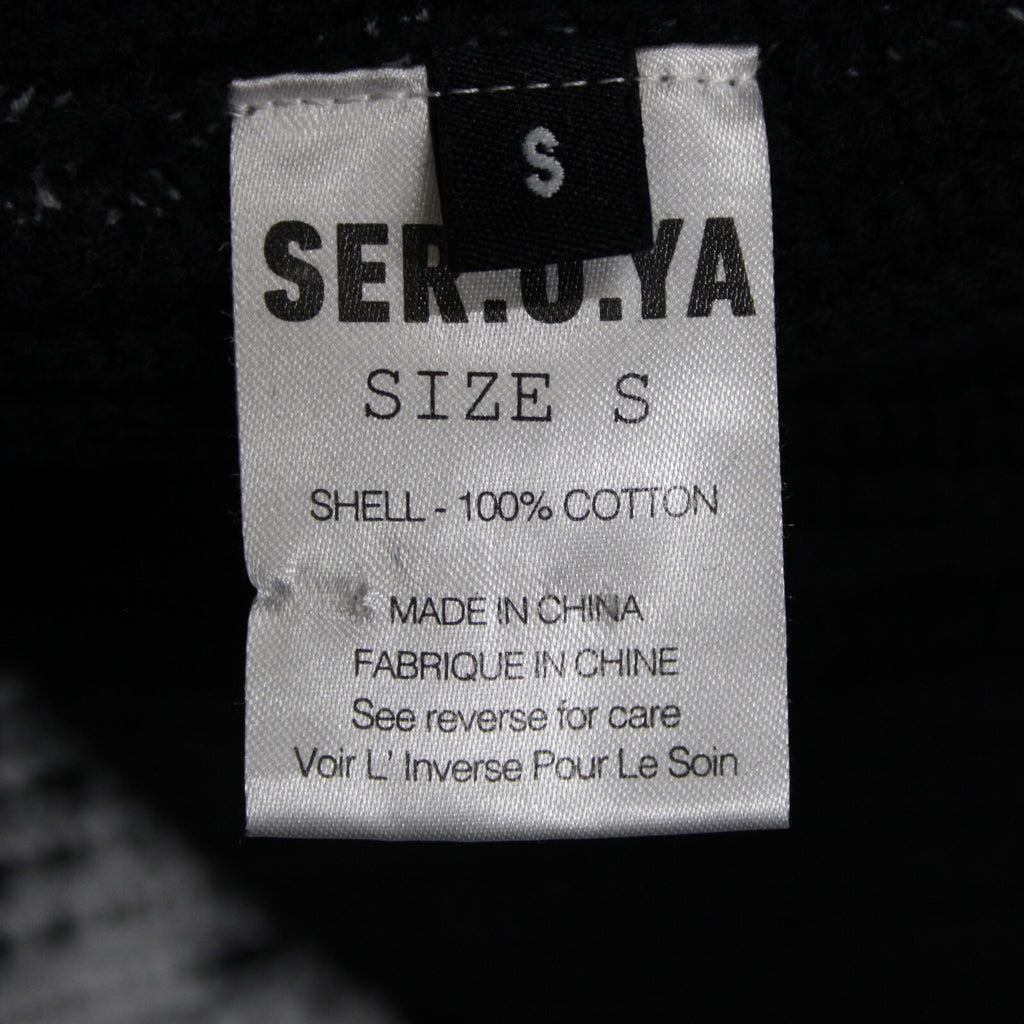 S
SER.O.YA
SIZE S
SHELL - 100% COTTON
MADE IN CHINA
FABRIQUE IN CHINE
See reverse for care
Voir L' Inverse Pour Le Soin